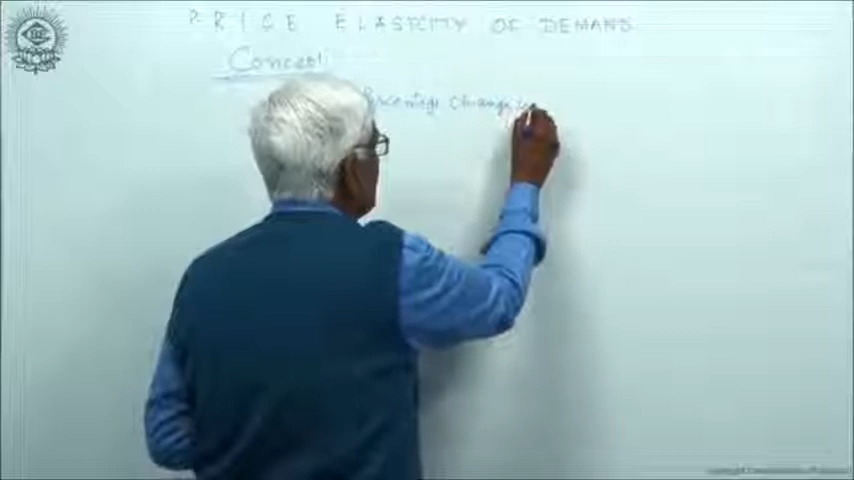 PRICE ELASTICITY OF DEMAND
Concept
Percentage Change in